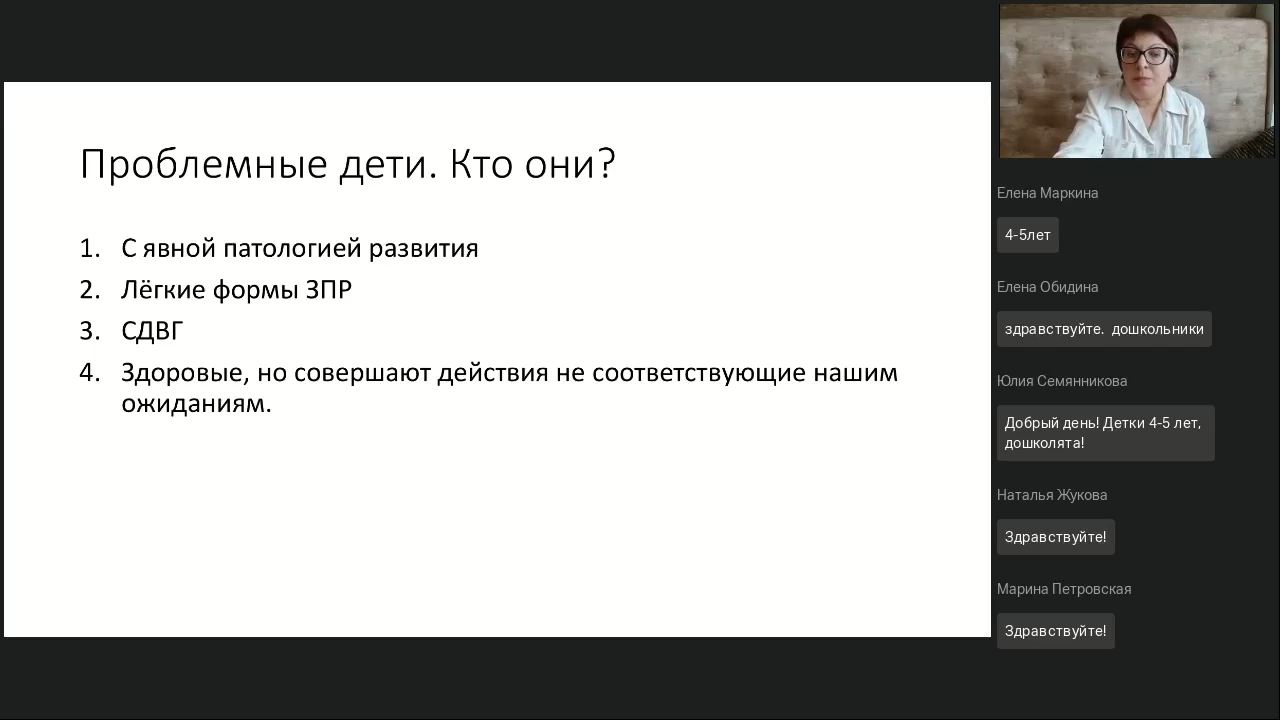 Проблемные дети. Кто они?
1. С явной патологией развития
2. Лёгкие формы ЗПР
3. СДВГ
4. Здоровые, но совершают действия не соответствующие нашим
ожиданиям.
Елена Маркина
4-5лет
Елена Обидина
здравствуйте. дошкольники
Юлия Семянникова
Добрый день! Детки 4-5 лет,
дошколята!
Наталья Жукова
Здравствуйте!
Марина Петровская
Здравствуйте!